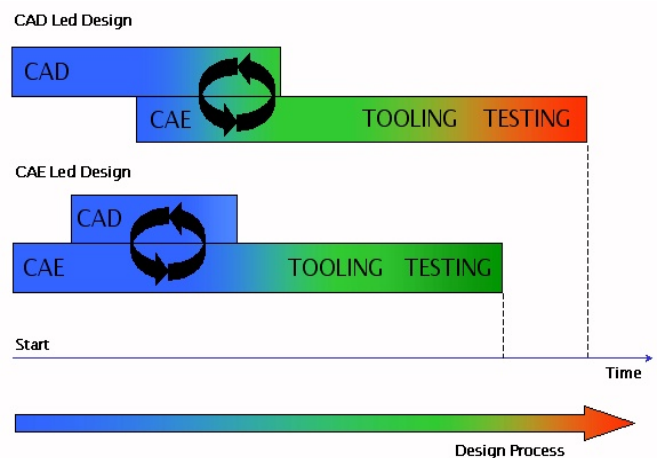 CAD Led Design
CAD
CAE TOOLING TESTING
CAE Led Design
CAD
CAE TOOLING TESTING
Start
Time
Design Process